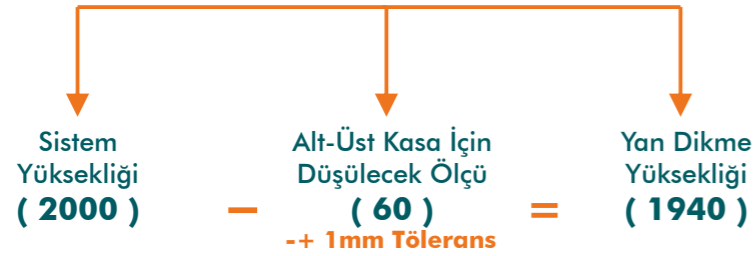 Sistem
Yüksekliği
( 2000 )
–
Alt-Üst Kasa İçin
Düşülecek Ölçü
( 60 )
-+ 1mm Tölerans
=
Yan Dikme
Yüksekliği
( 1940 )